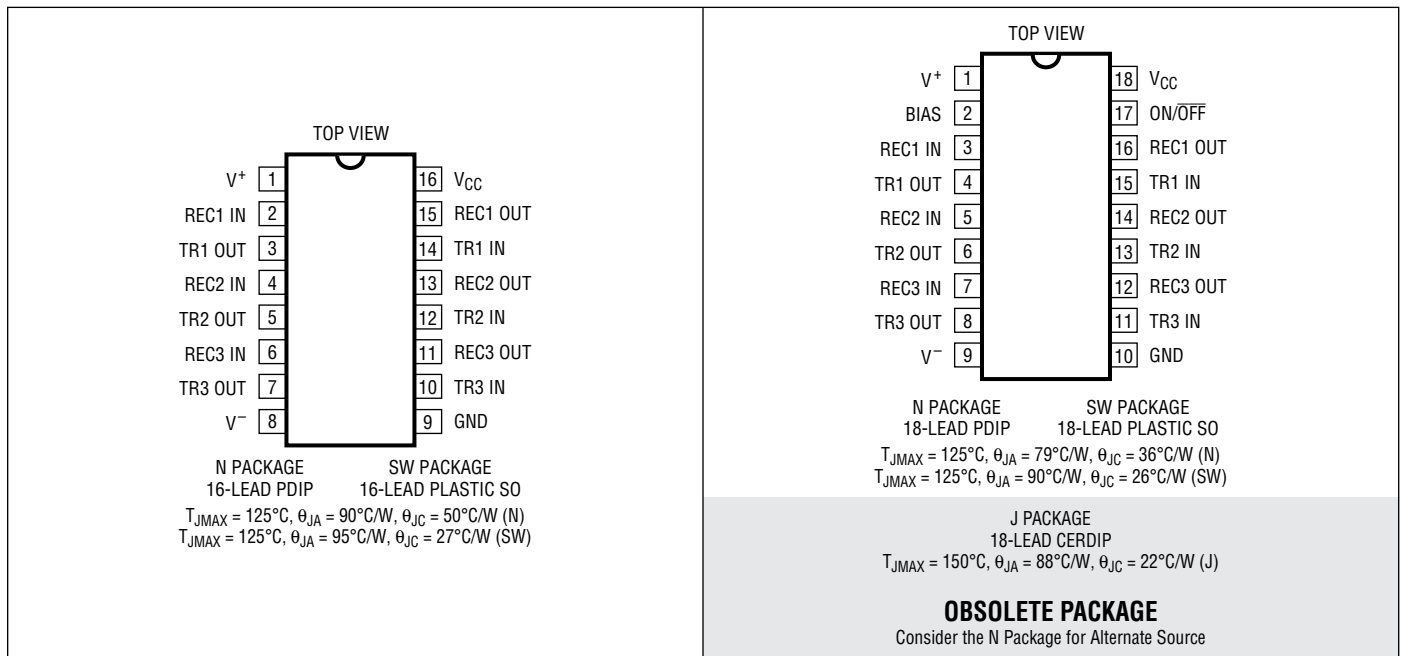 TOP VIEW
V+ 1 16 VCC
REC1 IN 2 15 REC1 OUT
TR1 OUT 3 14 TR1 IN
REC2 IN 4 13 REC2 OUT
TR2 OUT 5 12 TR2 IN
REC3 IN 6 11 REC3 OUT
TR3 OUT 7 10 TR3 IN
V− 8 9 GND
N PACKAGE SW PACKAGE
16-LEAD PDIP 16-LEAD PLASTIC SO
TJMAX = 125°C, θJA = 90°C/W, θJC = 50°C/W (N)
TJMAX = 125°C, θJA = 95°C/W, θJC = 27°C/W (SW)
TOP VIEW
V+ 1 18 VCC
BIAS 2 17 ON/O̅F̅F̅
REC1 IN 3 16 REC1 OUT
TR1 OUT 4 15 TR1 IN
REC2 IN 5 14 REC2 OUT
TR2 OUT 6 13 TR2 IN
REC3 IN 7 12 REC3 OUT
TR3 OUT 8 11 TR3 IN
V− 9 10 GND
N PACKAGE SW PACKAGE
18-LEAD PDIP 18-LEAD PLASTIC SO
TJMAX = 125°C, θJA = 79°C/W, θJC = 36°C/W (N)
TJMAX = 125°C, θJA = 90°C/W, θJC = 26°C/W (SW)
J PACKAGE
18-LEAD CERDIP
TJMAX = 150°C, θJA = 88°C/W, θJC = 22°C/W (J)
OBSOLETE PACKAGE
Consider the N Package for Alternate Source